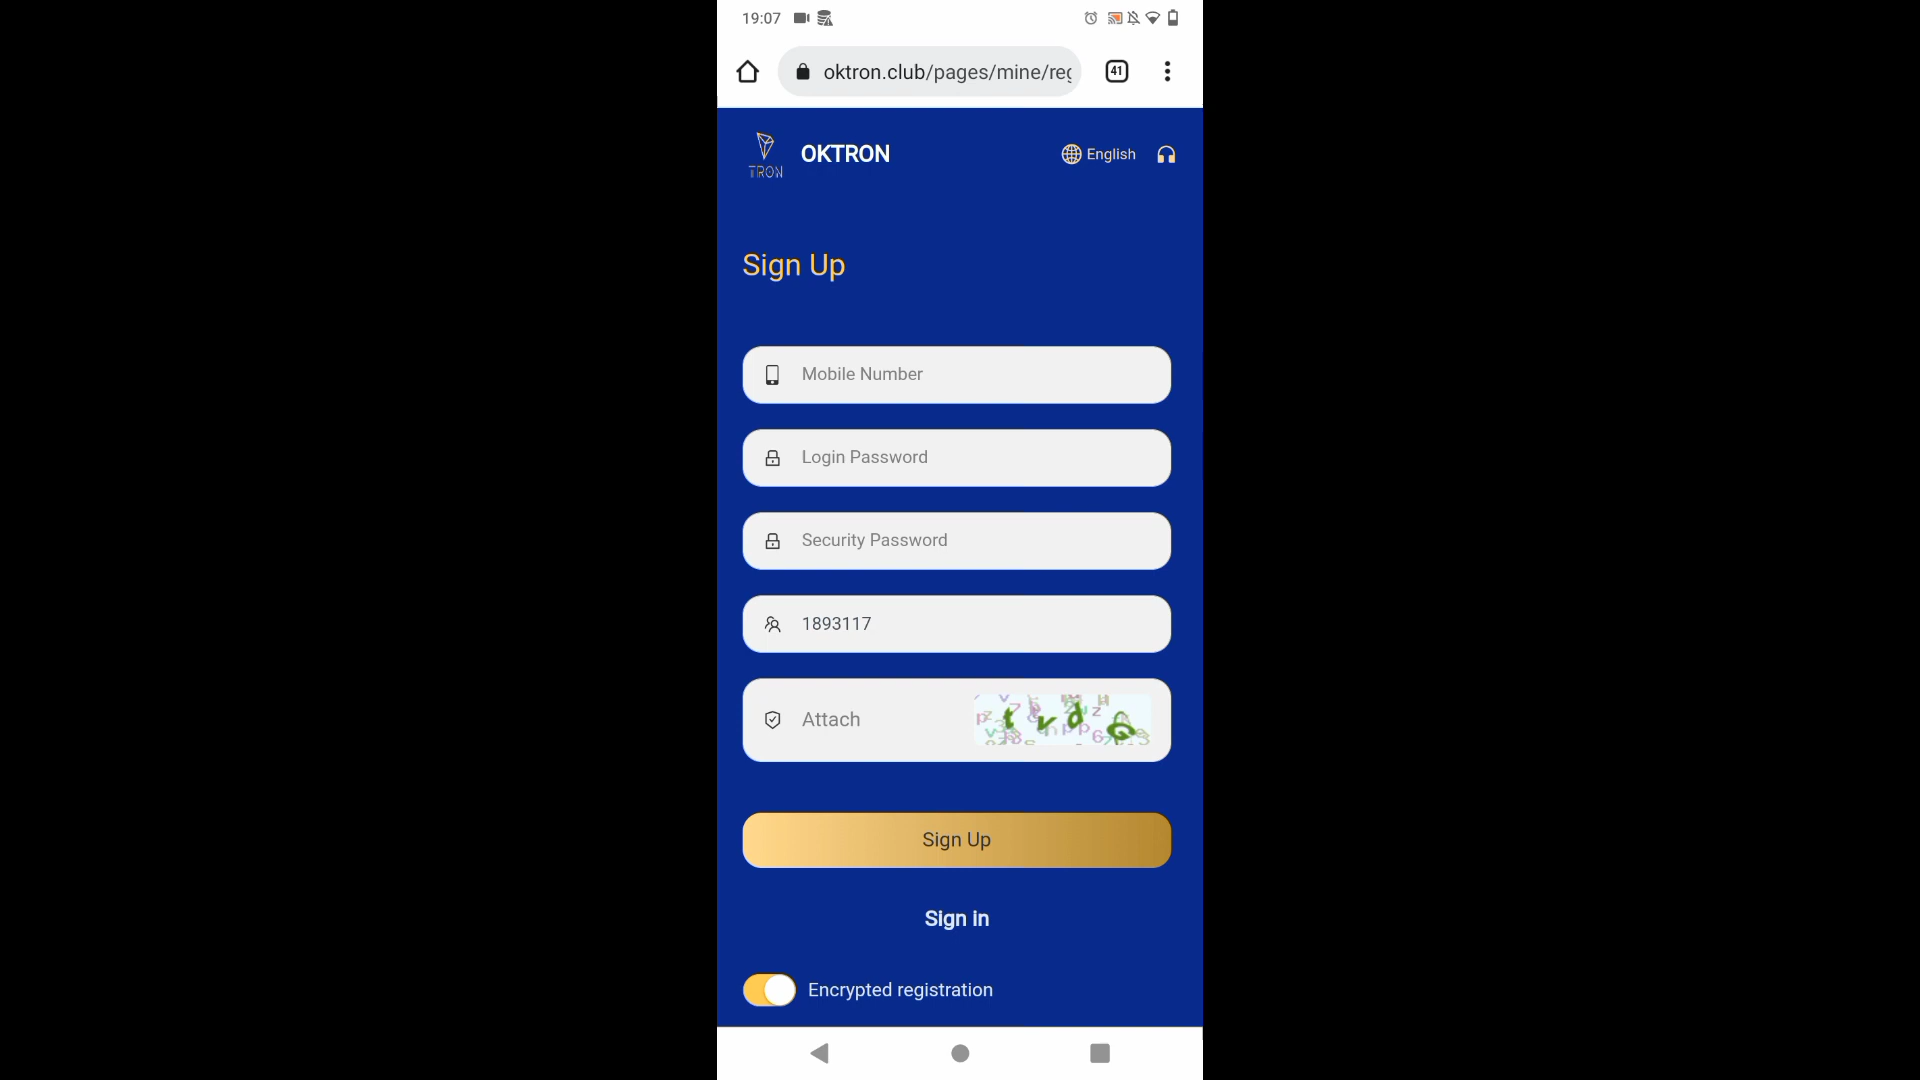 19:07
oktron.club/pages/mine/reg
41
TRON
OKTRON
English
Sign Up
Mobile Number
Login Password
Security Password
1893117
Attach
t v d Q
Sign Up
Sign in
Encrypted registration